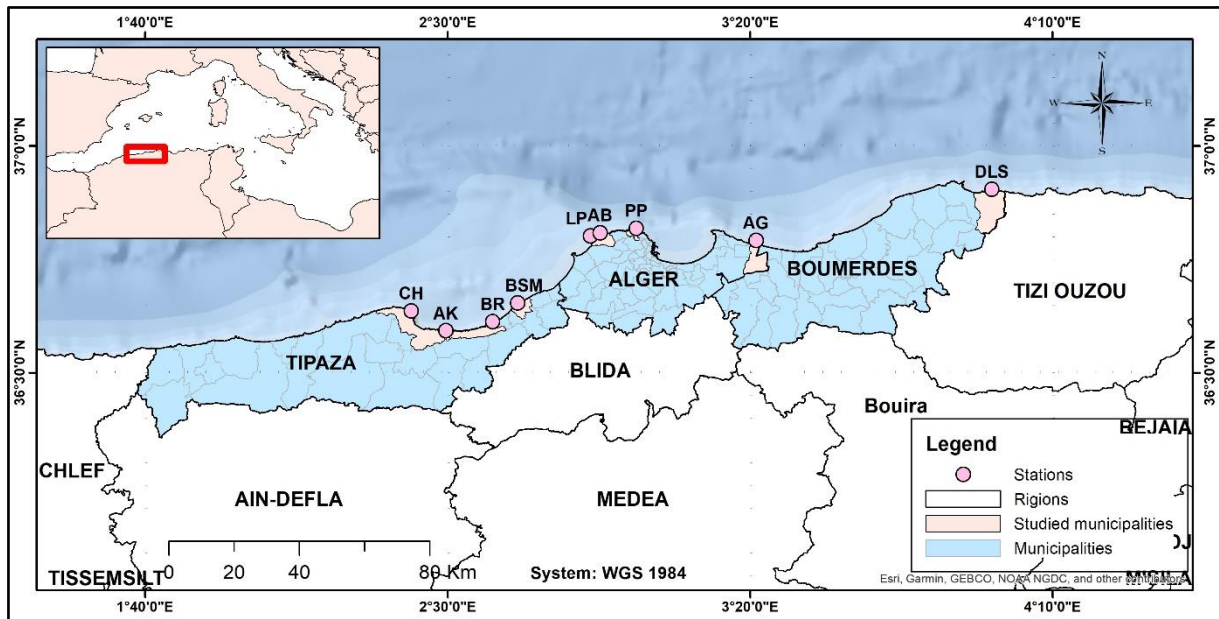 1°40'0"E 2°30'0"E 3°20'0"E 4°10'0"E
N
W E
S
37°0'0"N 37°0'0"N
DLS
LP AB PP
AG
ALGER BOUMERDES
TIZI OUZOU
CH BSM
AK BR
TIPAZA
BLIDA
36°30'0"N 36°30'0"N
Bouira
BEJAIA
CHLEF
AIN-DEFLA MEDEA
Legend
Stations
Rigions
Studied municipalities
Municipalities
0 20 40 80 Km
TISSEMSILT
System: WGS 1984
MSILA
Esri, Garmin, GEBCO, NOAA NGDC, and other contributors
1°40'0"E 2°30'0"E 3°20'0"E 4°10'0"E